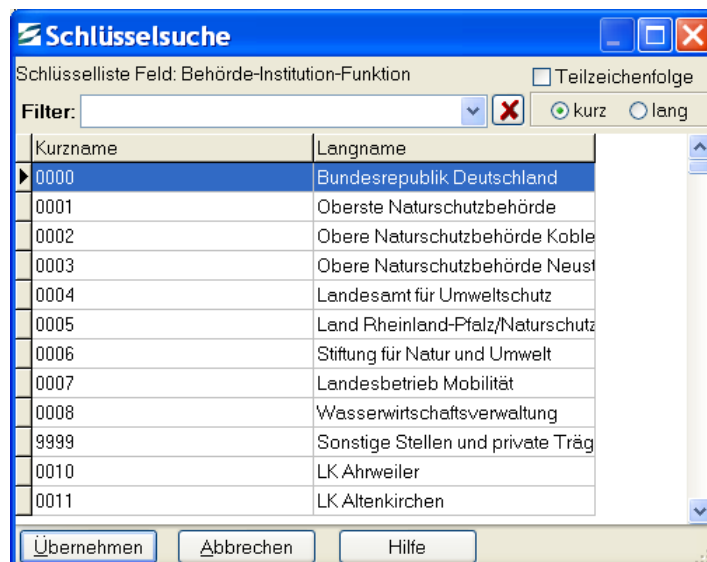 Schlüsselsuche
Schlüsselliste Feld: Behörde-Institution-Funktion Teilzeichenfolge
Filter: kurz lang
Kurzname Langname
0000 Bundesrepublik Deutschland
0001 Oberste Naturschutzbehörde
0002 Obere Naturschutzbehörde Koble
0003 Obere Naturschutzbehörde Neust
0004 Landesamt für Umweltschutz
0005 Land Rheinland-Pfalz/Naturschutz
0006 Stiftung für Natur und Umwelt
0007 Landesbetrieb Mobilität
0008 Wasserwirtschaftsverwaltung
9999 Sonstige Stellen und private Träg
0010 LK Ahrweiler
0011 LK Altenkirchen
Übernehmen Abbrechen Hilfe